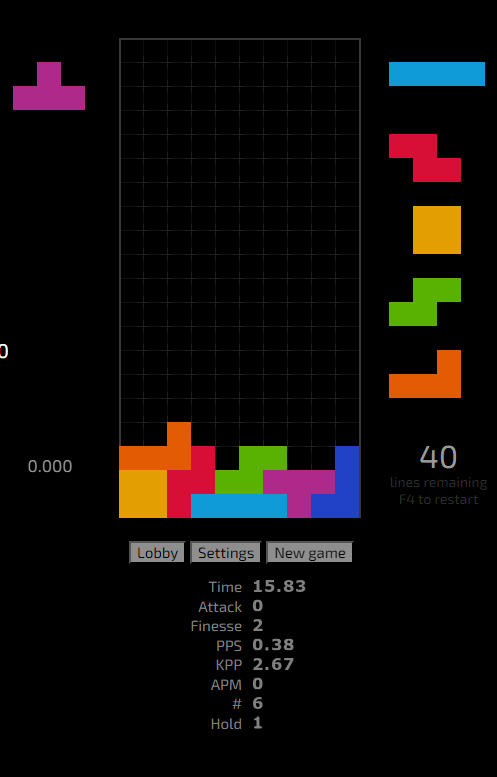 0
0.000
40
lines remaining
F4 to restart
Lobby Settings New game
Time 15.83
Attack 0
Finesse 2
PPS 0.38
KPP 2.67
APM 0
# 6
Hold 1